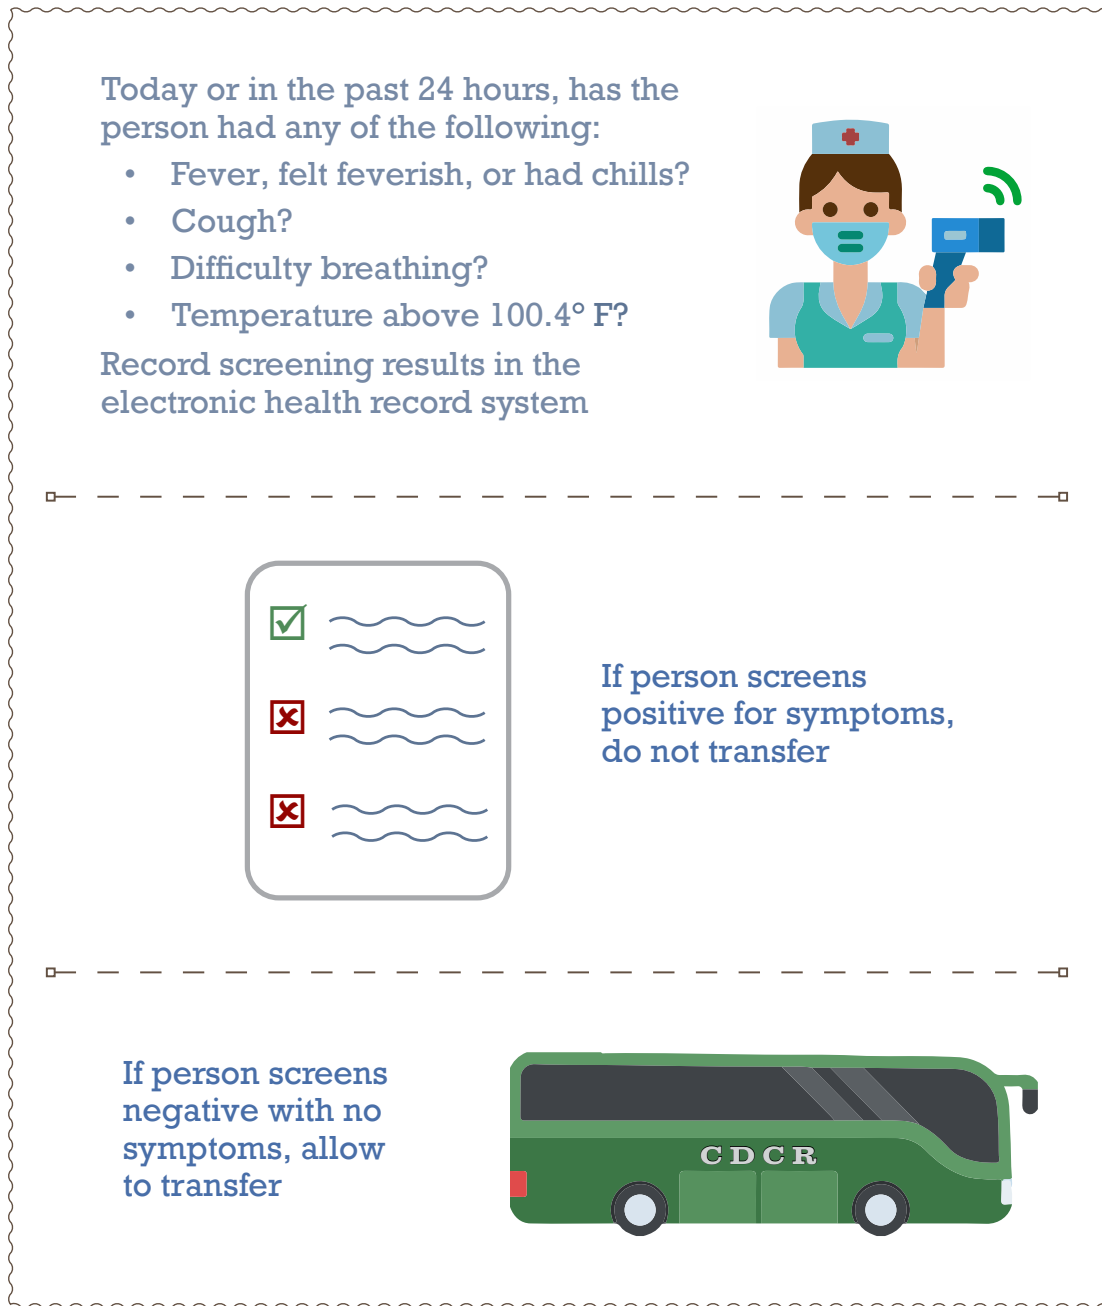 Today or in the past 24 hours, has the
person had any of the following:
• Fever, felt feverish, or had chills?
• Cough?
• Difficulty breathing?
• Temperature above 100.4° F?
Record screening results in the
electronic health record system
If person screens
positive for symptoms,
do not transfer
If person screens
negative with no
symptoms, allow
to transfer
CDCR